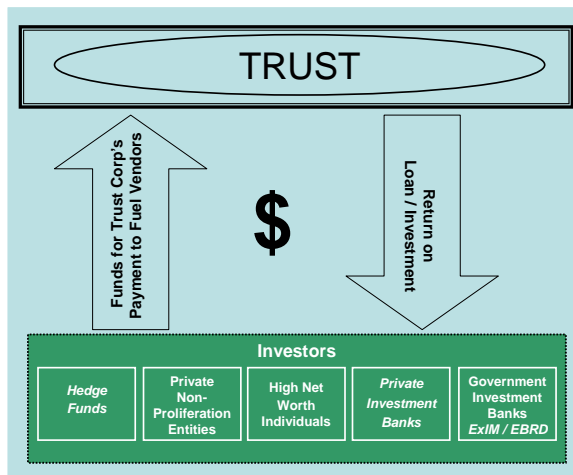 TRUST
Funds for Trust Corp's
Payment to Fuel Vendors
$
Return on
Loan / Investment
Investors
Hedge
Funds
Private
Non-
Proliferation
Entities
High Net
Worth
Individuals
Private
Investment
Banks
Government
Investment
Banks
ExIM / EBRD